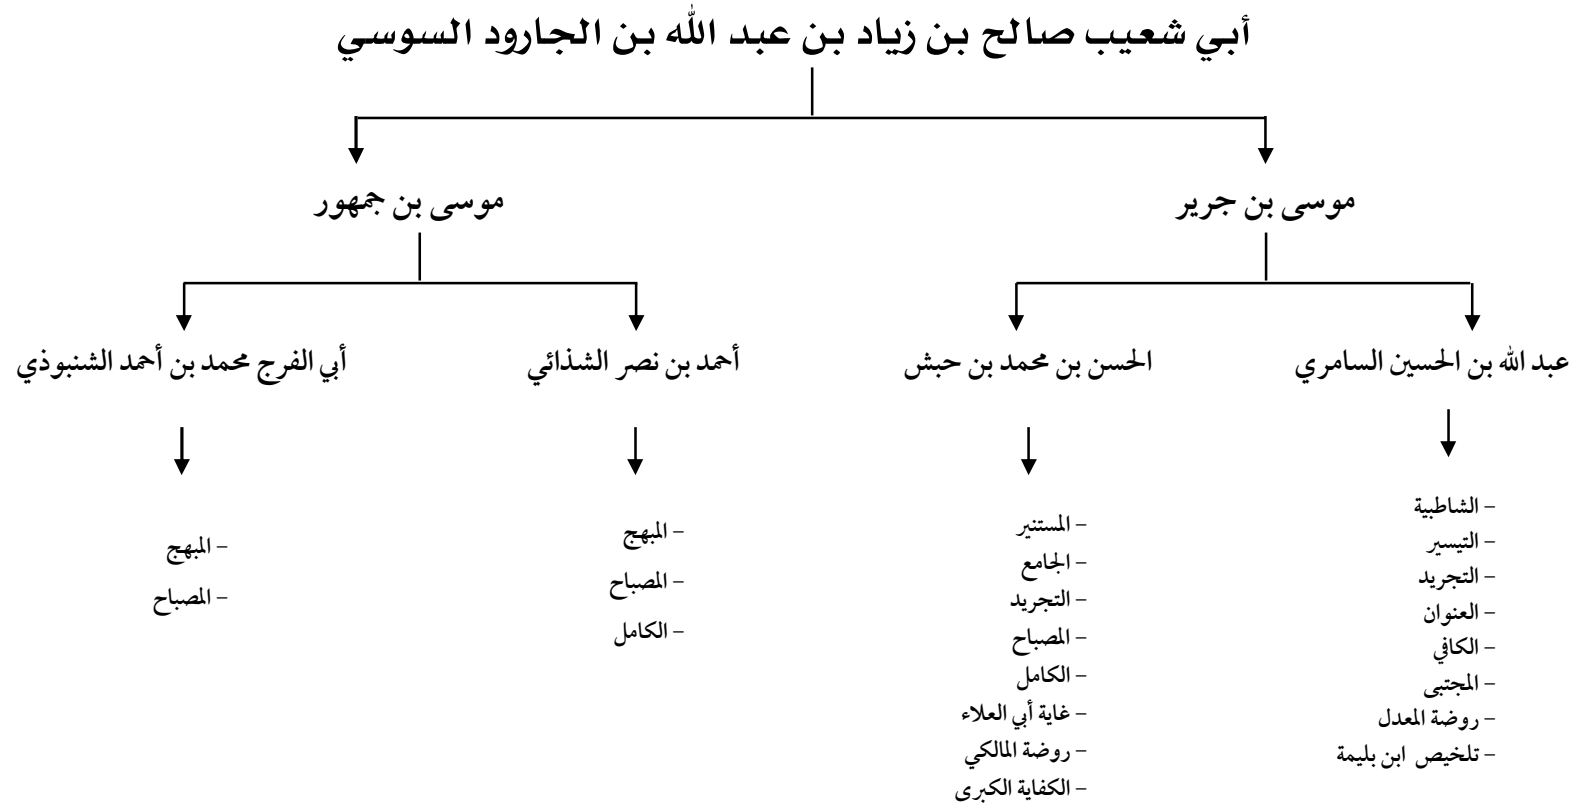 أبي شعيب صالح بن زياد بن عبد الله بن الجارود السوسي
موسى بن جرير
موسى بن جمهور
عبد الله بن الحسين السامري
الحسن بن محمد بن حبش
أحمد بن نصر الشذائي
أبي الفرج محمد بن أحمد الشنبوذي
– الشاطبية
– التيسير
– التجريد
– العنوان
– الكافي
– المجتبى
– روضة المعدل
– تلخيص ابن بليمة
– المستنير
– الجامع
– التجريد
– المصباح
– الكامل
– غاية أبي العلاء
– روضة المالكي
– الكفاية الكبرى
– المبهج
– المصباح
– الكامل
– المبهج
– المصباح